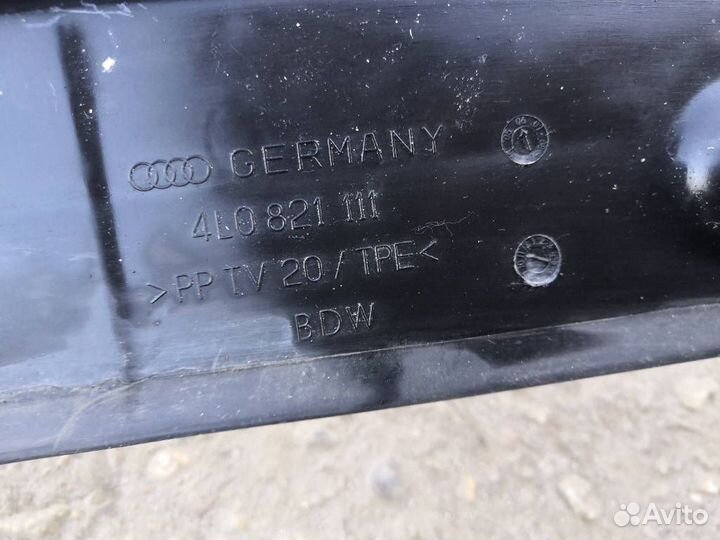 GERMANY
4L0 821 111
>PP TV 20/TPE<
BDW
Avito